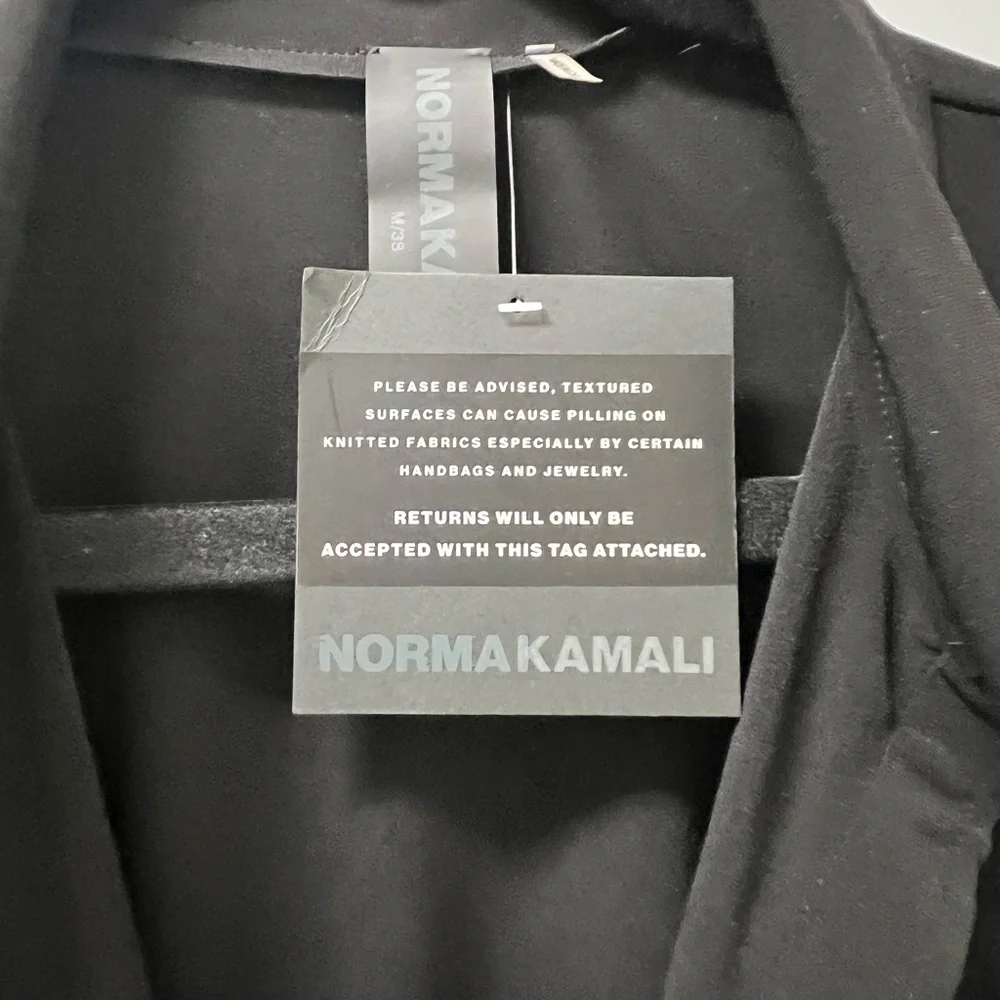 NORMAKA
M/38
PLEASE BE ADVISED, TEXTURED
SURFACES CAN CAUSE PILLING ON
KNITTED FABRICS ESPECIALLY BY CERTAIN
HANDBAGS AND JEWELRY.
RETURNS WILL ONLY BE
ACCEPTED WITH THIS TAG ATTACHED.
NORMAKAMALI